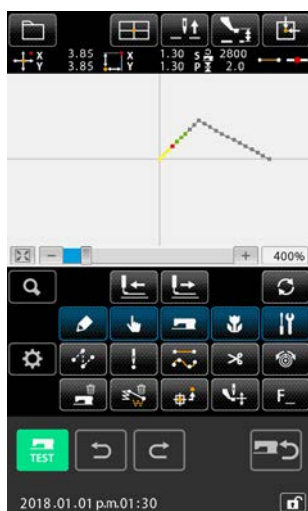 X 3.85 X 1.30 S 2800
Y 3.85 Y 1.30 P 2.0
400%
W
F_
TEST
2018.01.01 p.m.01:30